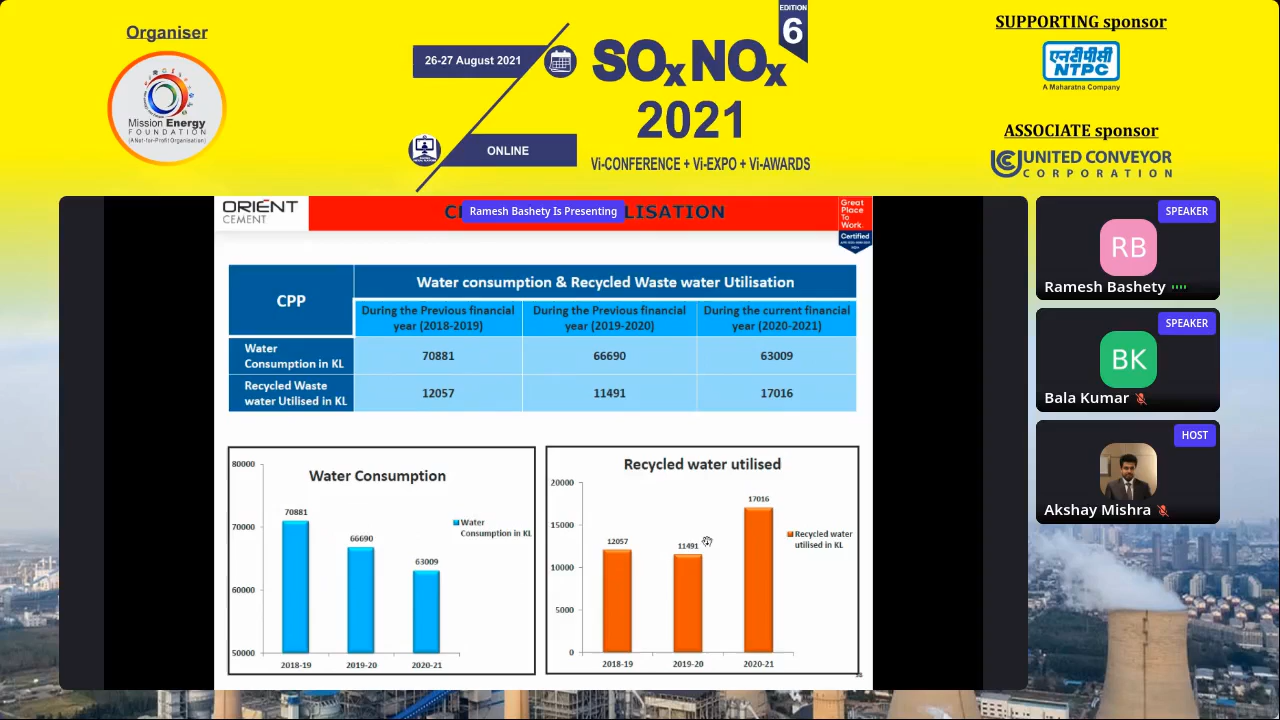 Organiser
Mission Energy
FOUNDATION
(A Not-for-Profit Organisation)
26-27 August 2021
ONLINE
EDITION
6
SOxNOx
2021
Vi-CONFERENCE + Vi-EXPO + Vi-AWARDS
SUPPORTING sponsor
एनटीपीसी
NTPC
A Maharatna Company
ASSOCIATE sponsor
UNITED CONVEYOR
CORPORATION
ORIENT
CEMENT
Ramesh Bashety Is Presenting
LISATION
Great
Place
To
Work.
Certified
CPP
Water consumption & Recycled Waste water Utilisation
During the Previous financial year (2018-2019)
During the Previous financial year (2019-2020)
During the current financial year (2020-2021)
Water Consumption in KL
70881
66690
63009
Recycled Waste water Utilised in KL
12057
11491
17016
Water Consumption
80000
70000
60000
50000
70881
66690
63009
2018-19
2019-20
2020-21
Water
Consumption in KL
Recycled water utilised
20000
15000
10000
5000
0
12057
11491
17016
2018-19
2019-20
2020-21
Recycled water
utilised in KL
SPEAKER
RB
Ramesh Bashety
SPEAKER
BK
Bala Kumar
HOST
Akshay Mishra